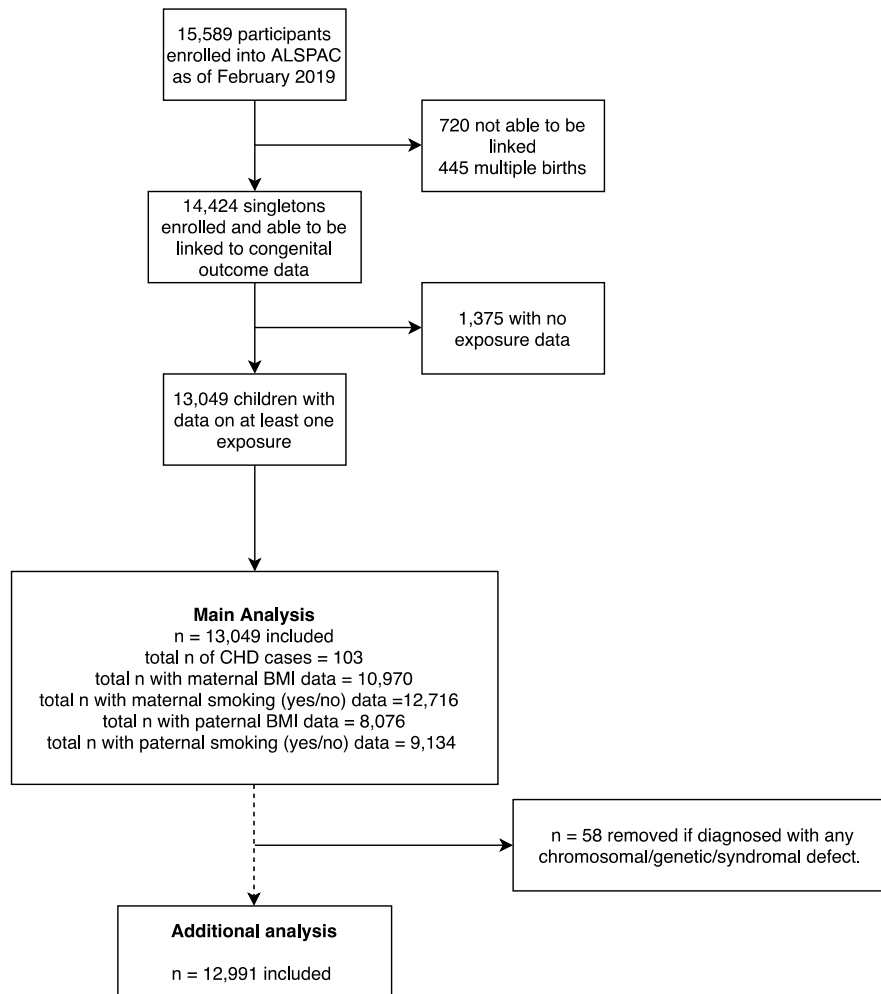 15,589 participants
enrolled into ALSPAC
as of February 2019
720 not able to be
linked
445 multiple births
14,424 singletons
enrolled and able to be
linked to congenital
outcome data
1,375 with no
exposure data
13,049 children with
data on at least one
exposure
Main Analysis
n = 13,049 included
total n of CHD cases = 103
total n with maternal BMI data = 10,970
total n with maternal smoking (yes/no) data =12,716
total n with paternal BMI data = 8,076
total n with paternal smoking (yes/no) data = 9,134
n = 58 removed if diagnosed with any
chromosomal/genetic/syndromal defect.
Additional analysis
n = 12,991 included